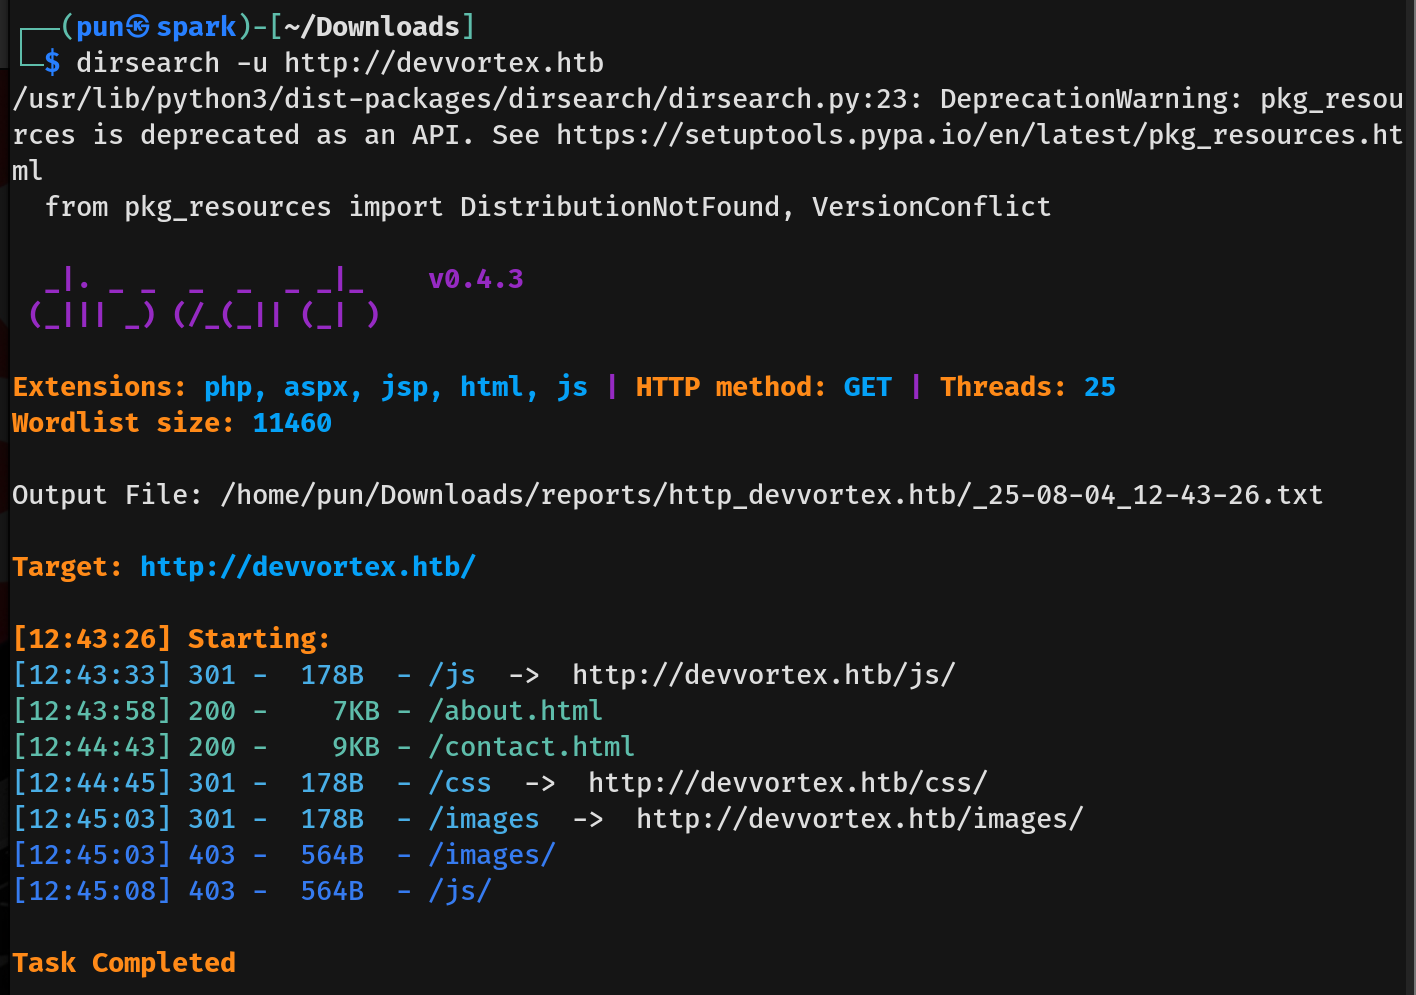 ┌──(pun㉿spark)-[~/Downloads]
└─$ dirsearch -u http://devvortex.htb
/usr/lib/python3/dist-packages/dirsearch/dirsearch.py:23: DeprecationWarning: pkg_resou
rces is deprecated as an API. See https://setuptools.pypa.io/en/latest/pkg_resources.ht
ml
  from pkg_resources import DistributionNotFound, VersionConflict

  _|. _ _  _  _  _ _|_    v0.4.3
 (_||| _) (/_(_|| (_| )

Extensions: php, aspx, jsp, html, js | HTTP method: GET | Threads: 25
Wordlist size: 11460

Output File: /home/pun/Downloads/reports/http_devvortex.htb/_25-08-04_12-43-26.txt

Target: http://devvortex.htb/

[12:43:26] Starting:
[12:43:33] 301 -  178B  - /js  ->  http://devvortex.htb/js/
[12:43:58] 200 -    7KB - /about.html
[12:44:43] 200 -    9KB - /contact.html
[12:44:45] 301 -  178B  - /css  ->  http://devvortex.htb/css/
[12:45:03] 301 -  178B  - /images  ->  http://devvortex.htb/images/
[12:45:03] 403 -  564B  - /images/
[12:45:08] 403 -  564B  - /js/

Task Completed